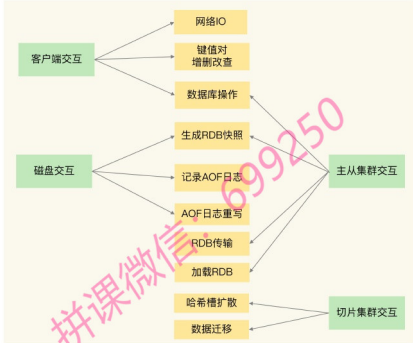 网络IO
客户端交互
键值对
增删改查
数据库操作
生成RDB快照
磁盘交互
记录AOF日志
主从集群交互
AOF日志重写
RDB传输
加载RDB
哈希槽扩散
切片集群交互
数据迁移
拼课微信：699250